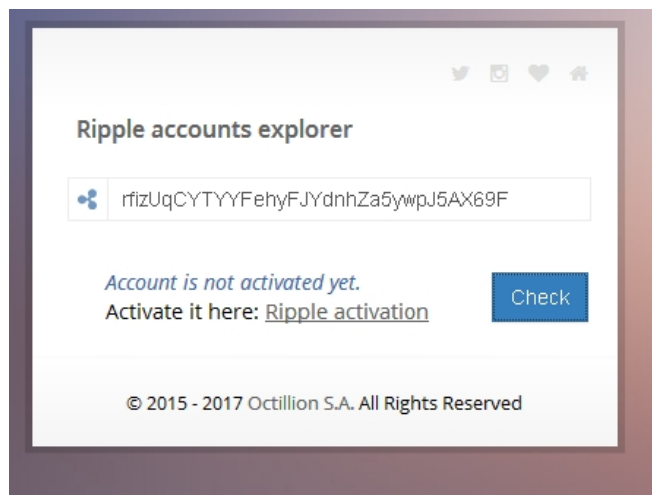 Ripple accounts explorer
rfizUqCYTYYFehyFJYdnhZa5ywpJ5AX69F
Account is not activated yet.
Activate it here: Ripple activation
Check
© 2015 - 2017 Octillion S.A. All Rights Reserved